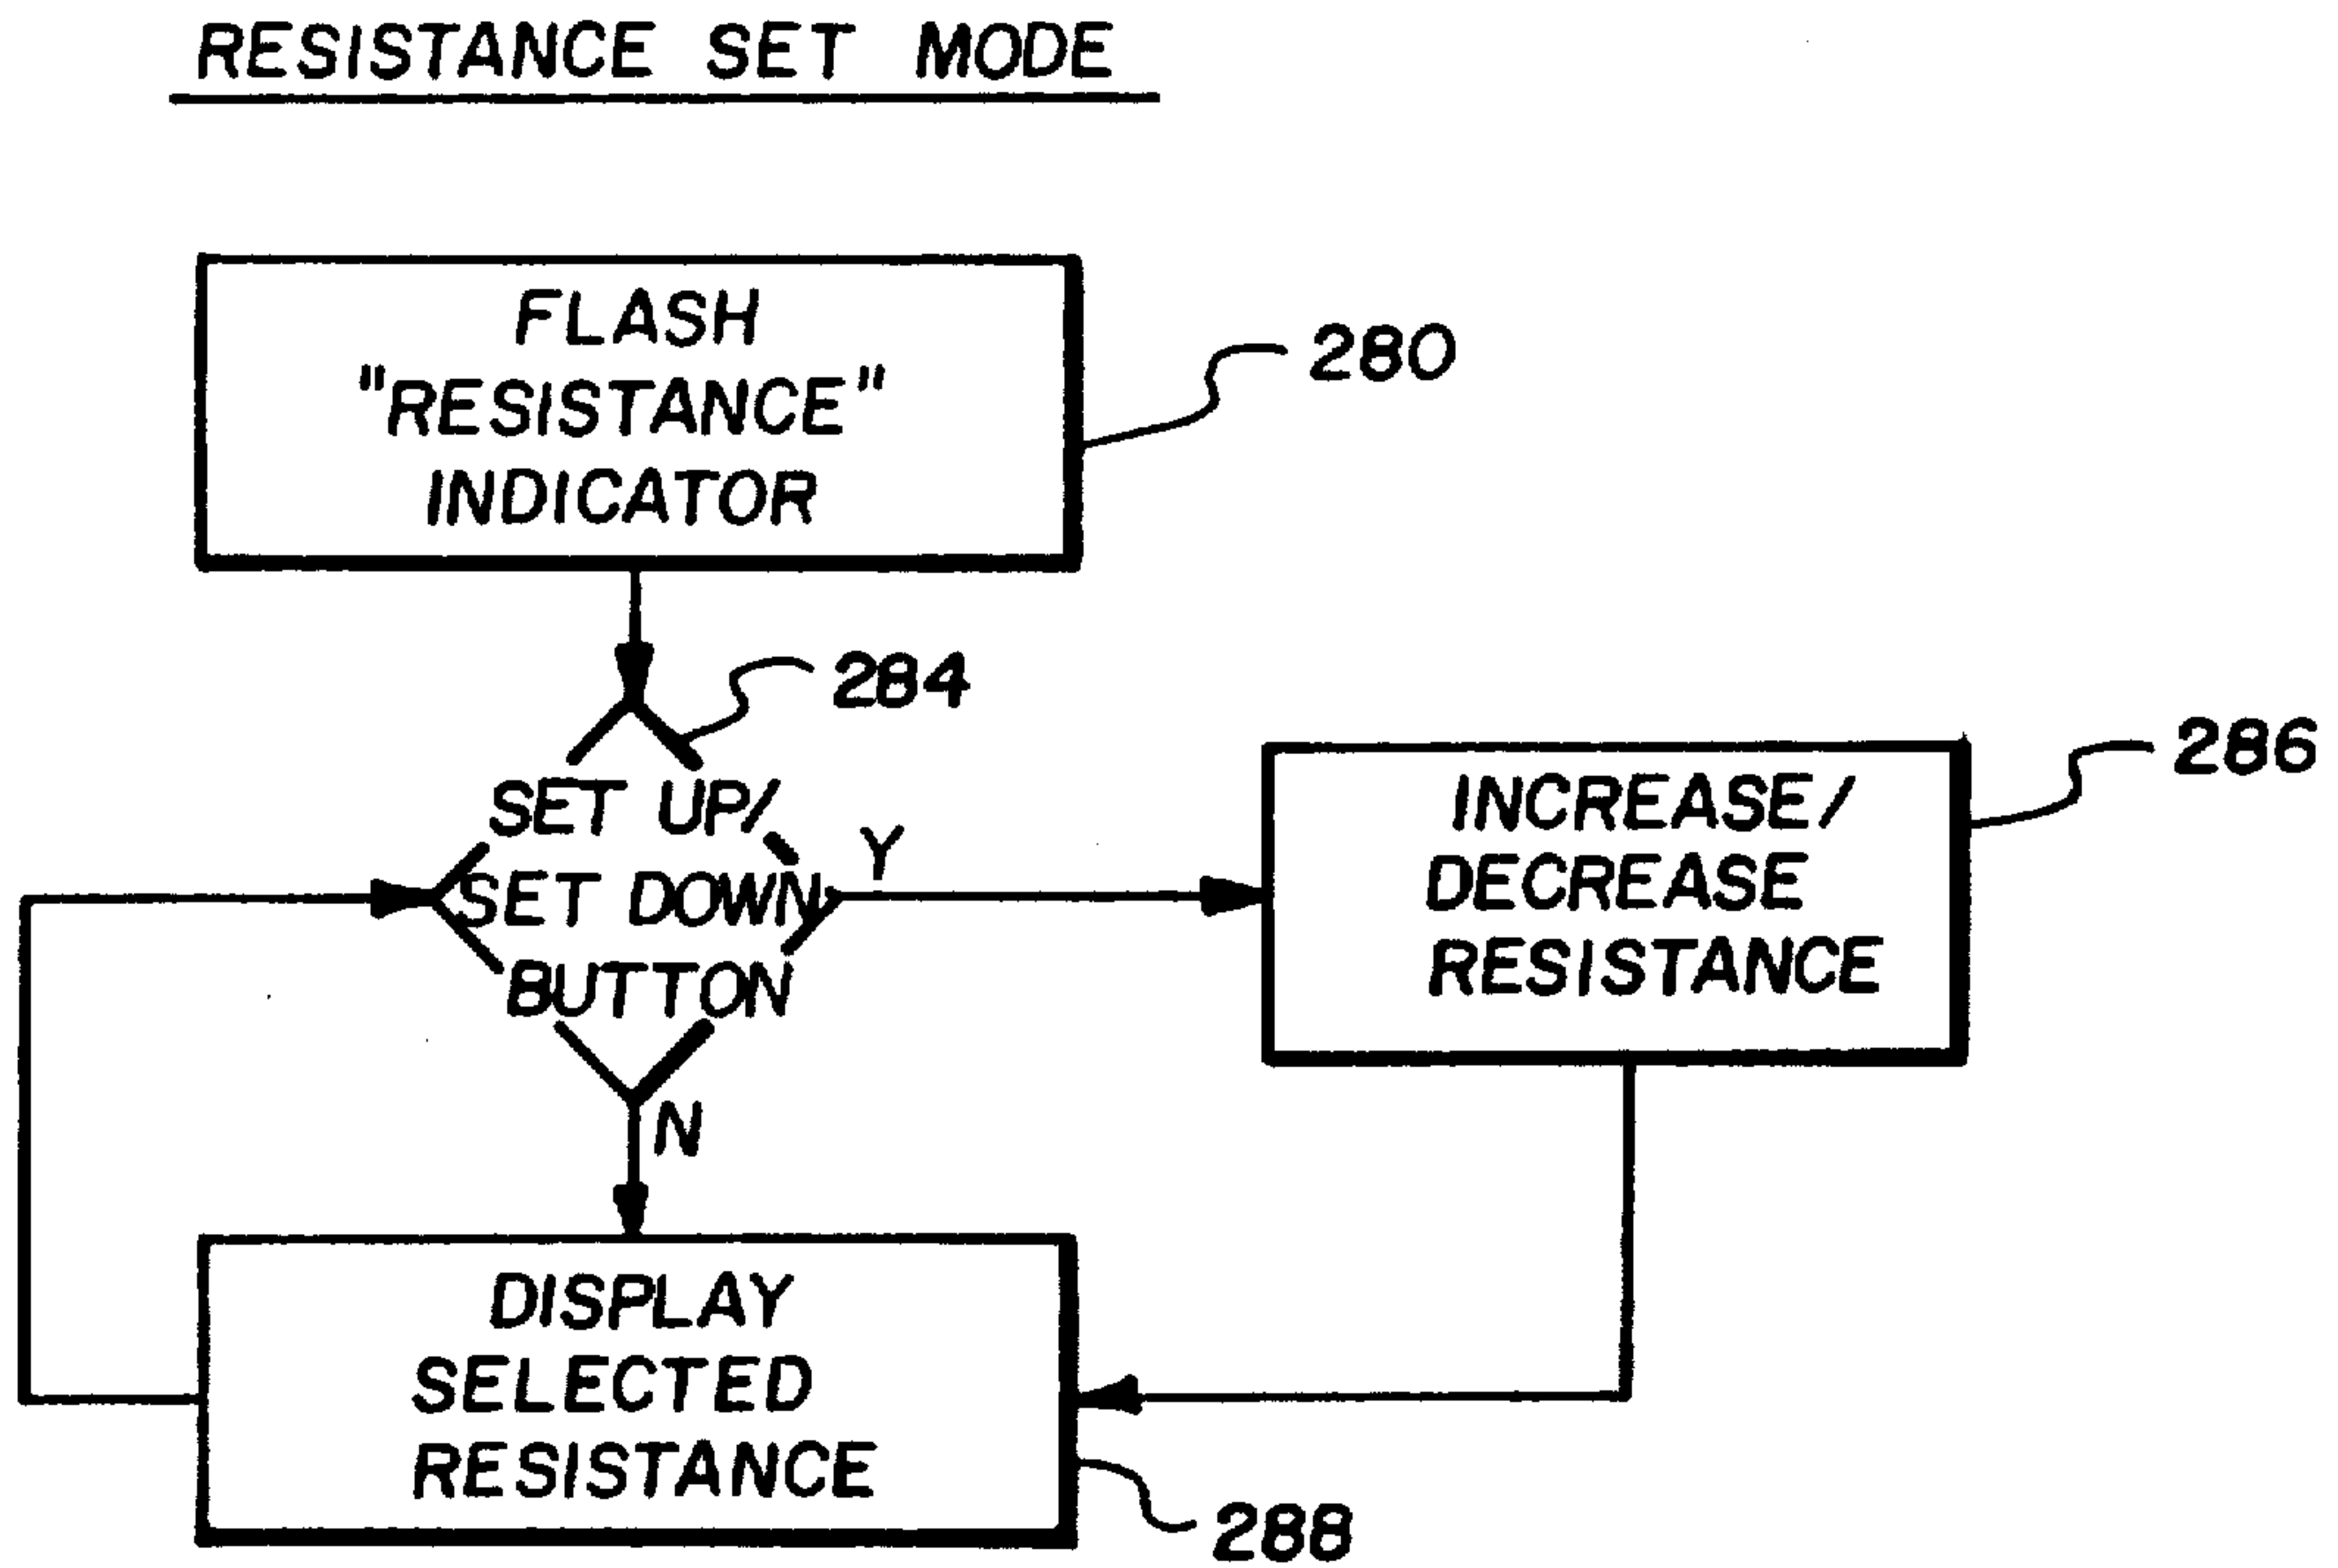 RESISTANCE SET MODE
FLASH
"RESISTANCE"
INDICATOR
280
284
SET UP/
SET DOWN
BUTTON
Y
N
INCREASE/
DECREASE
RESISTANCE
286
DISPLAY
SELECTED
RESISTANCE
288